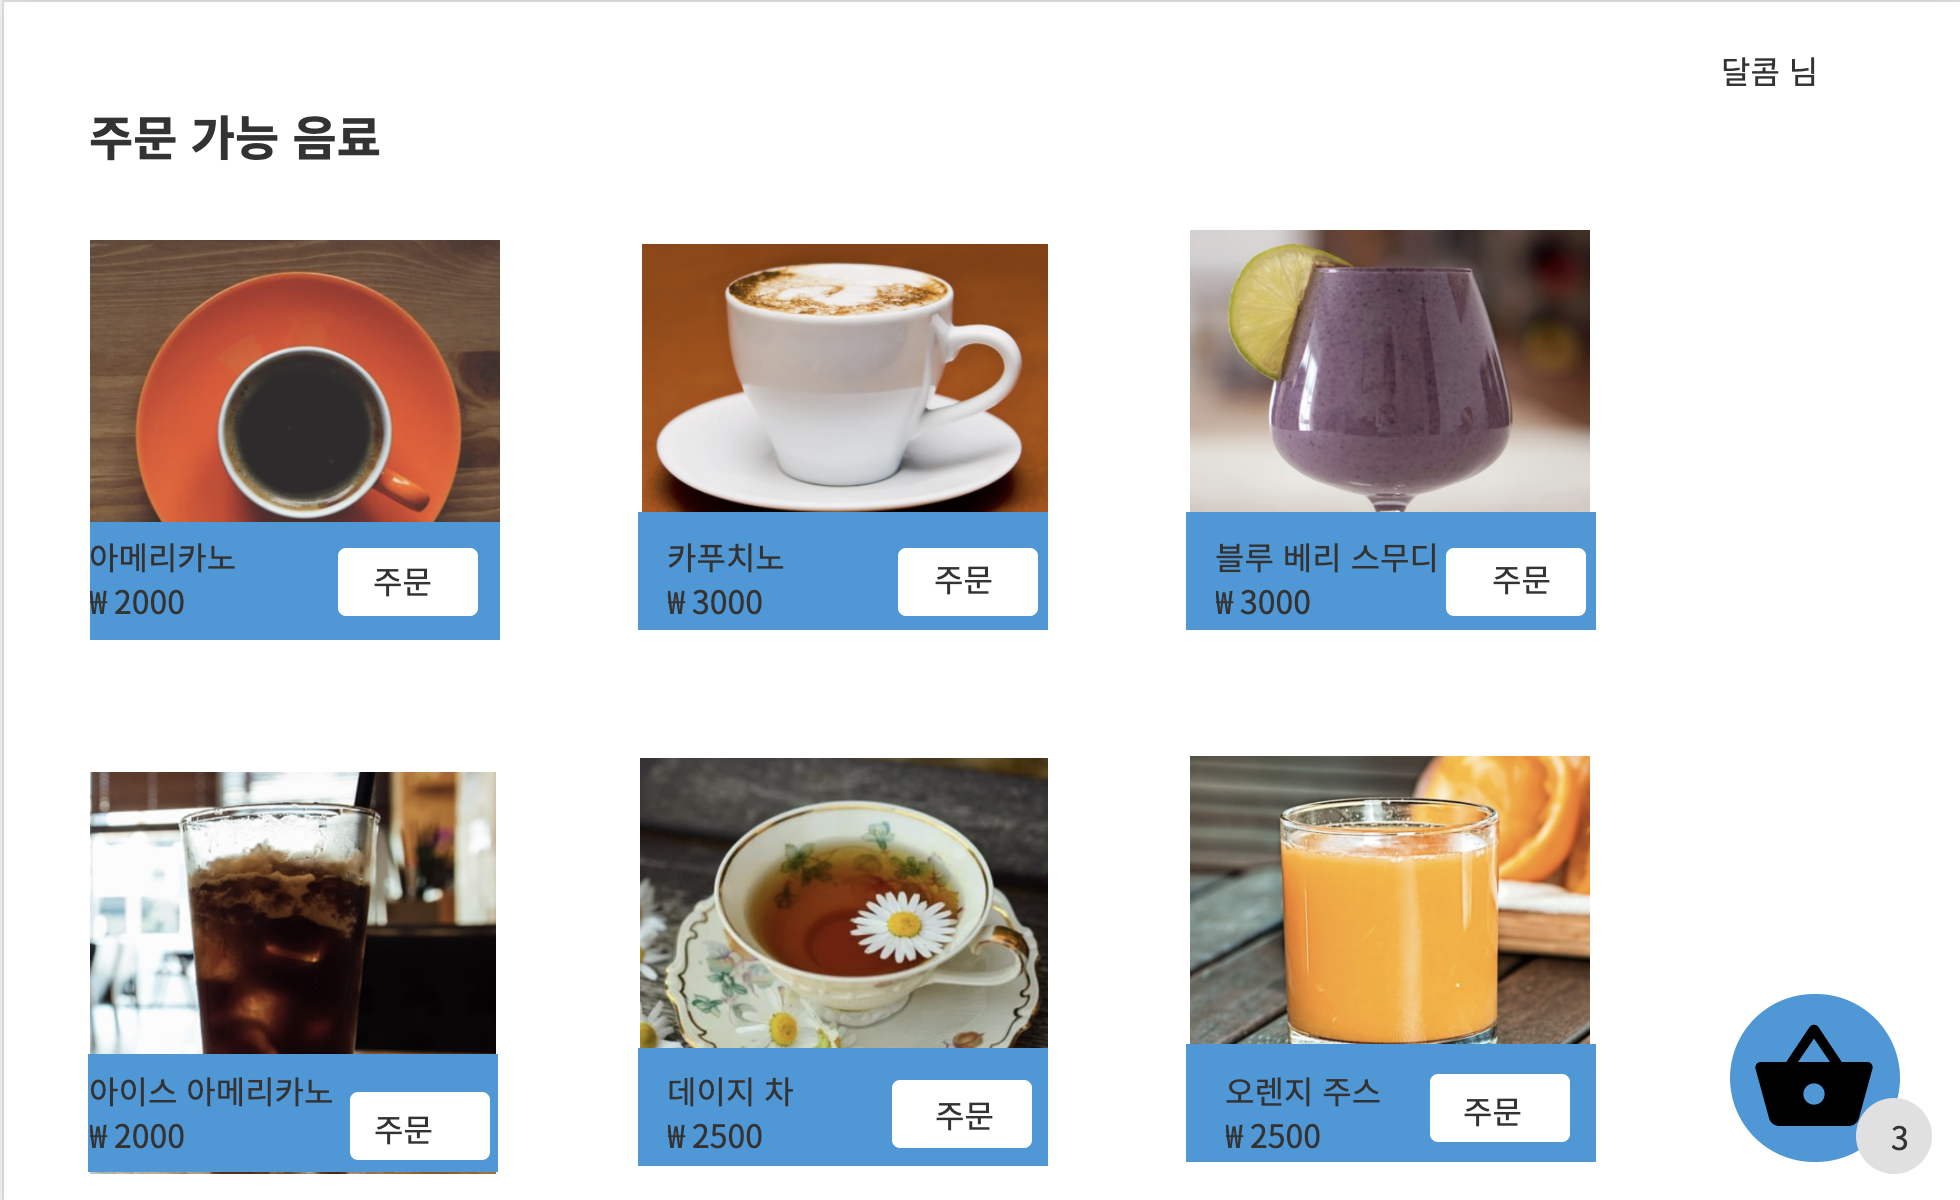 달콤 님
주문 가능 음료
아메리카노
₩ 2000
주문
카푸치노
₩ 3000
주문
블루 베리 스무디
₩ 3000
주문
아이스 아메리카노
₩ 2000
주문
데이지 차
₩ 2500
주문
오렌지 주스
₩ 2500
주문
3